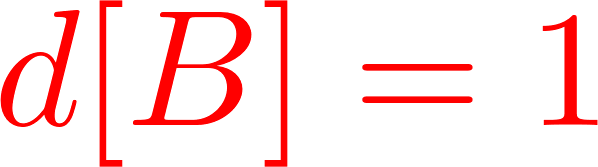 d[B] = 1